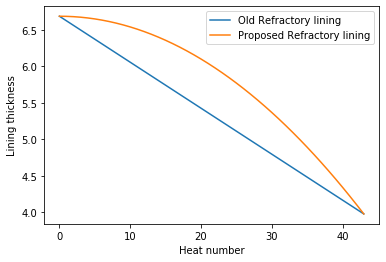 Old Refractory lining
Proposed Refractory lining
6.5
6.0
5.5
5.0
4.5
4.0
Lining thickness
0
10
20
30
40
Heat number